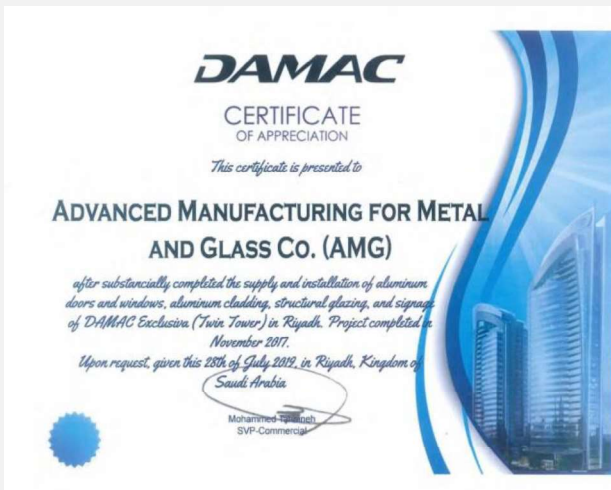 DAMAC
CERTIFICATE
OF APPRECIATION
This certificate is presented to
ADVANCED MANUFACTURING FOR METAL
AND GLASS CO. (AMG)
after substancially completed the supply and installation of aluminum
doors and windows, aluminum cladding, structural glazing, and signage
of DAMAC Exclusiva (Twin Tower) in Riyadh. Project completed in
November 2017.
Upon request, given this 28th of July 2019, in Riyadh, Kingdom of
Saudi Arabia
Mohammed
SVP-Commercial